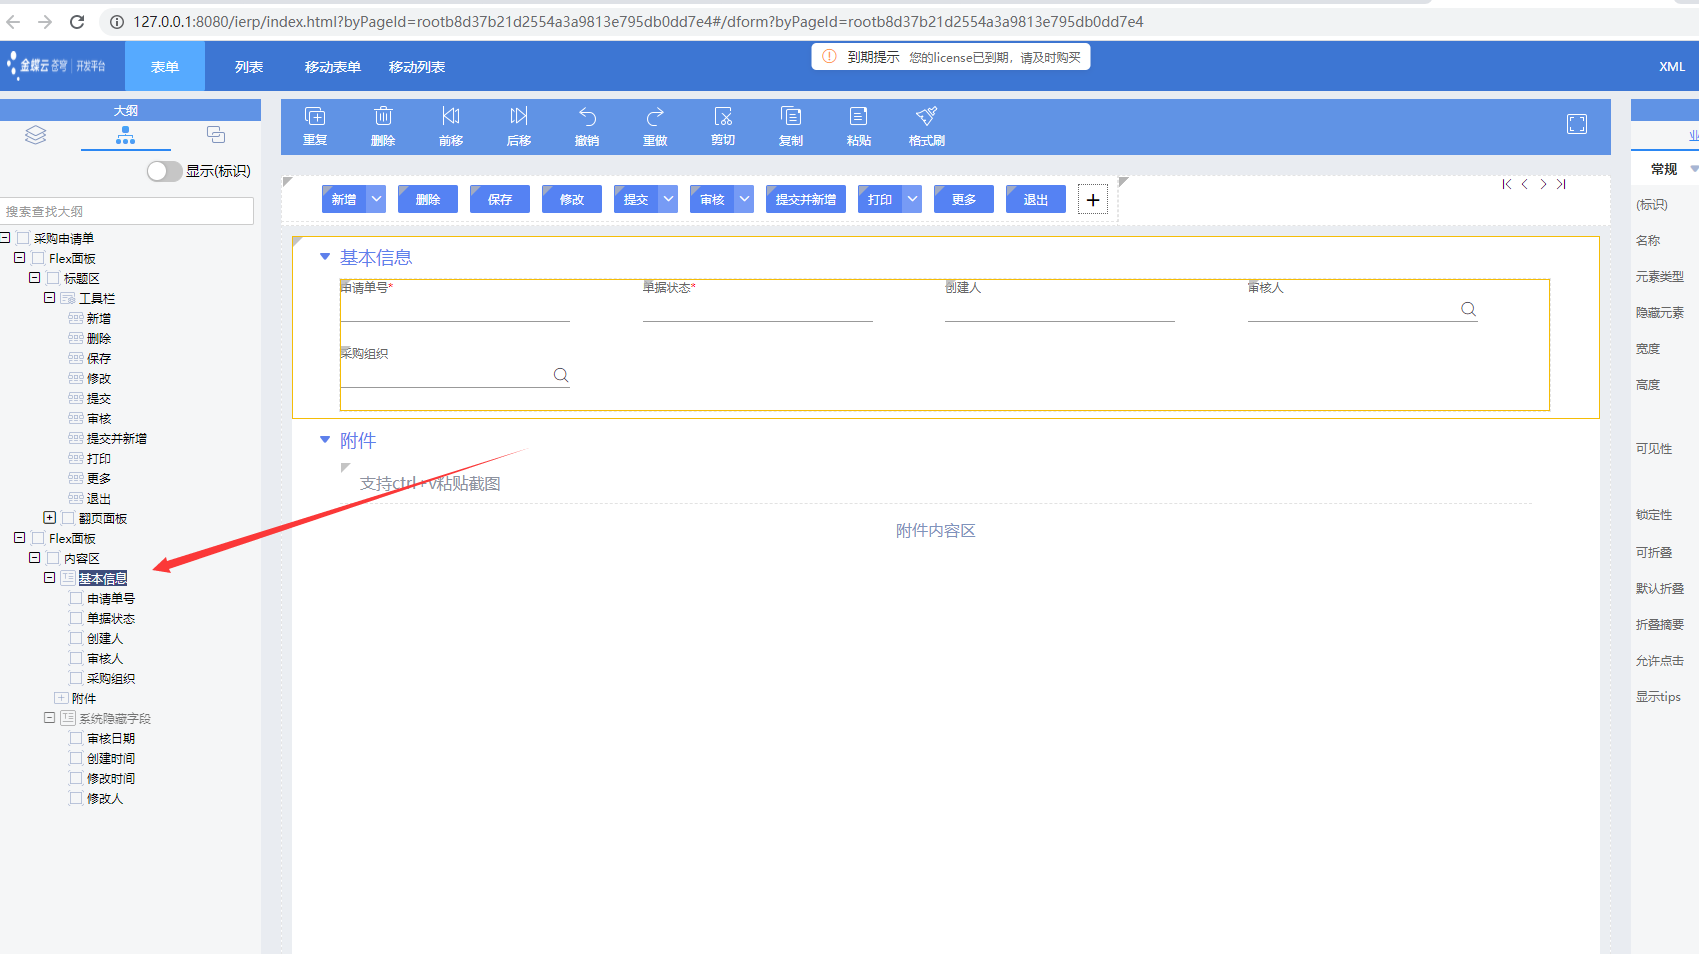 127.0.0.1:8080/ierp/index.html?byPageId=rootb8d37b21d2554a3a9813e795db0dd7e4#/dform?byPageId=rootb8d37b21d2554a3a9813e795db0dd7e4
金蝶云 苍穹 | 开发平台 表单 列表 移动表单 移动列表 到期提示 您的license已到期，请及时购买 XML
大纲
重复 删除 前移 后移 撤销 重做 剪切 复制 粘贴 格式刷
业
显示(标识)
常规
搜索查找大纲
新增 删除 保存 修改 提交 审核 提交并新增 打印 更多 退出 +
(标识)
名称
元素类型
隐藏元素
宽度
高度
可见性
锁定性
可折叠
默认折叠
折叠摘要
允许点击
显示tips
采购申请单
Flex面板
标题区
工具栏
新增
删除
保存
修改
提交
审核
提交并新增
打印
更多
退出
翻页面板
Flex面板
内容区
基本信息
申请单号
单据状态
创建人
审核人
采购组织
附件
系统隐藏字段
审核日期
创建时间
修改时间
修改人
基本信息
申请单号* 单据状态* 创建人 审核人
采购组织
附件
支持ctrl+v粘贴截图
附件内容区